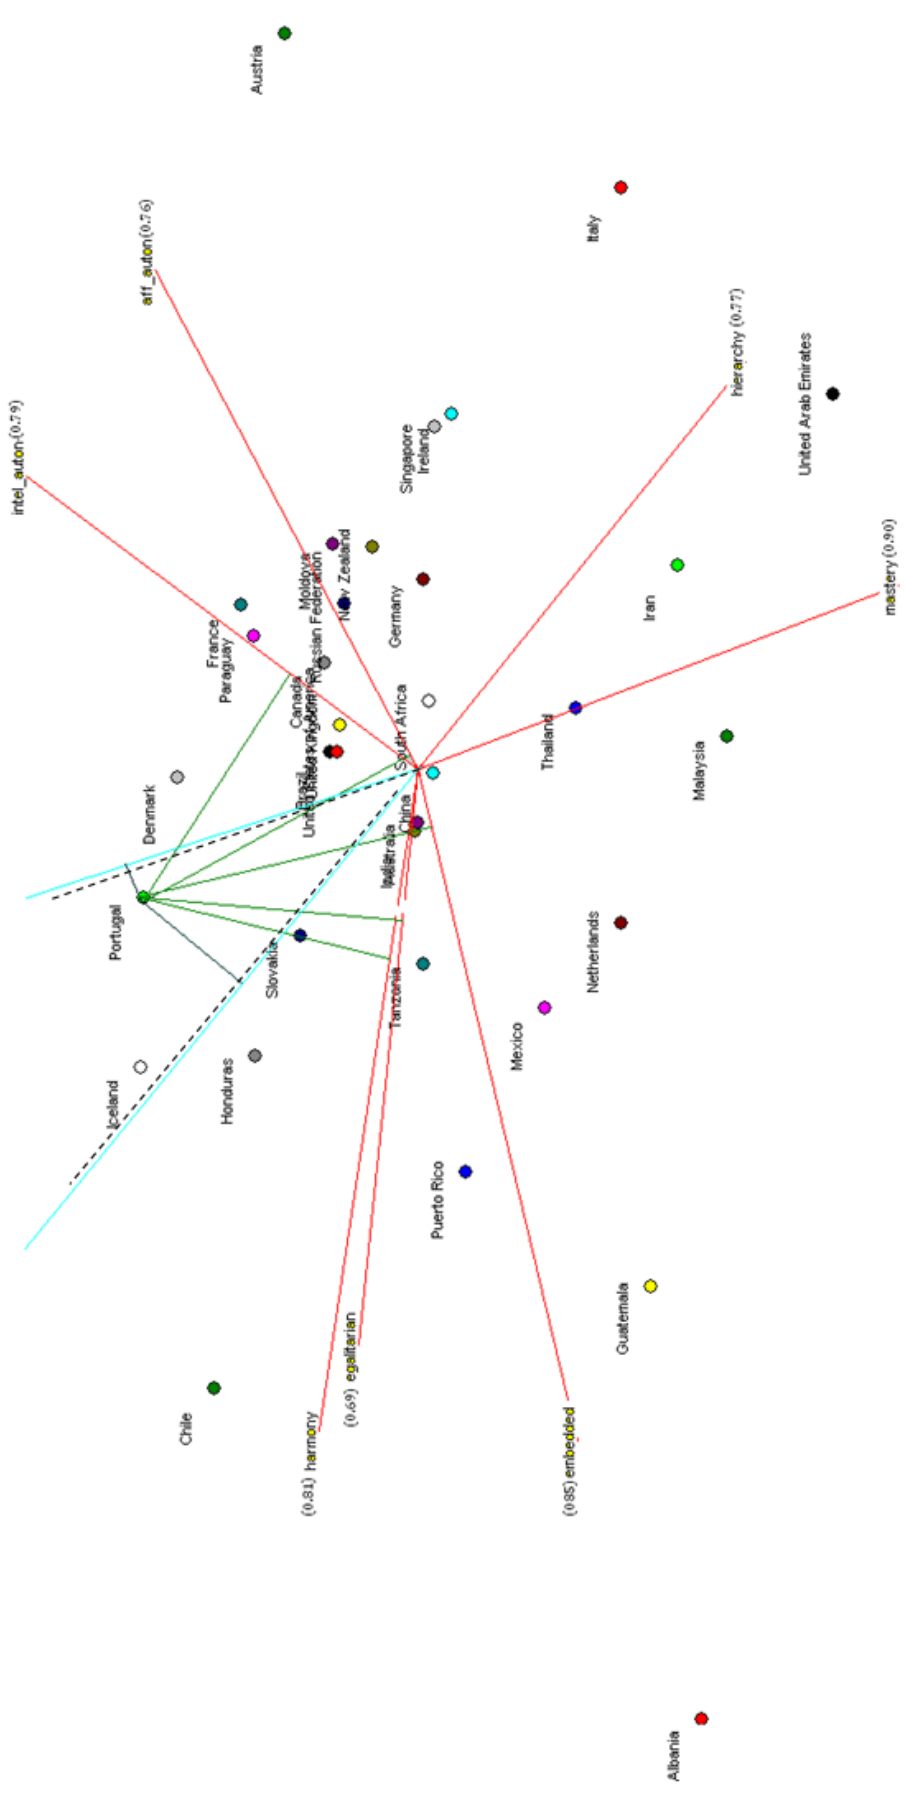 Austria
aff_auton(0.76)
Italy
hierarchy (0.77)
United Arab Emirates
intel_auton(0.79)
Singapore
Ireland
mastery (0.90)
Moldova
Russian Federation
New Zealand
Germany
Iran
France
Paraguay
Canada
South Africa
Thailand
Malaysia
Denmark
Brazil
China
Portugal
Slovakia
Tanzania
Netherlands
Mexico
Iceland
Honduras
Puerto Rico
Guatemala
Chile
(0.81) harmony
(0.69) egalitarian
(0.85) embedded
Albania